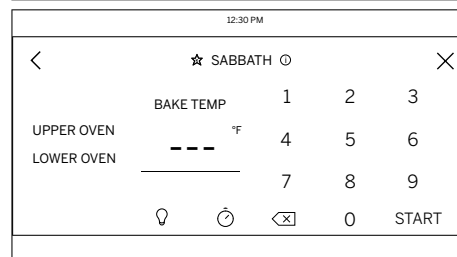 12:30 PM
SABBATH
BAKE TEMP
1 2 3
UPPER OVEN
LOWER OVEN
--- °F
4 5 6
7 8 9
0 START